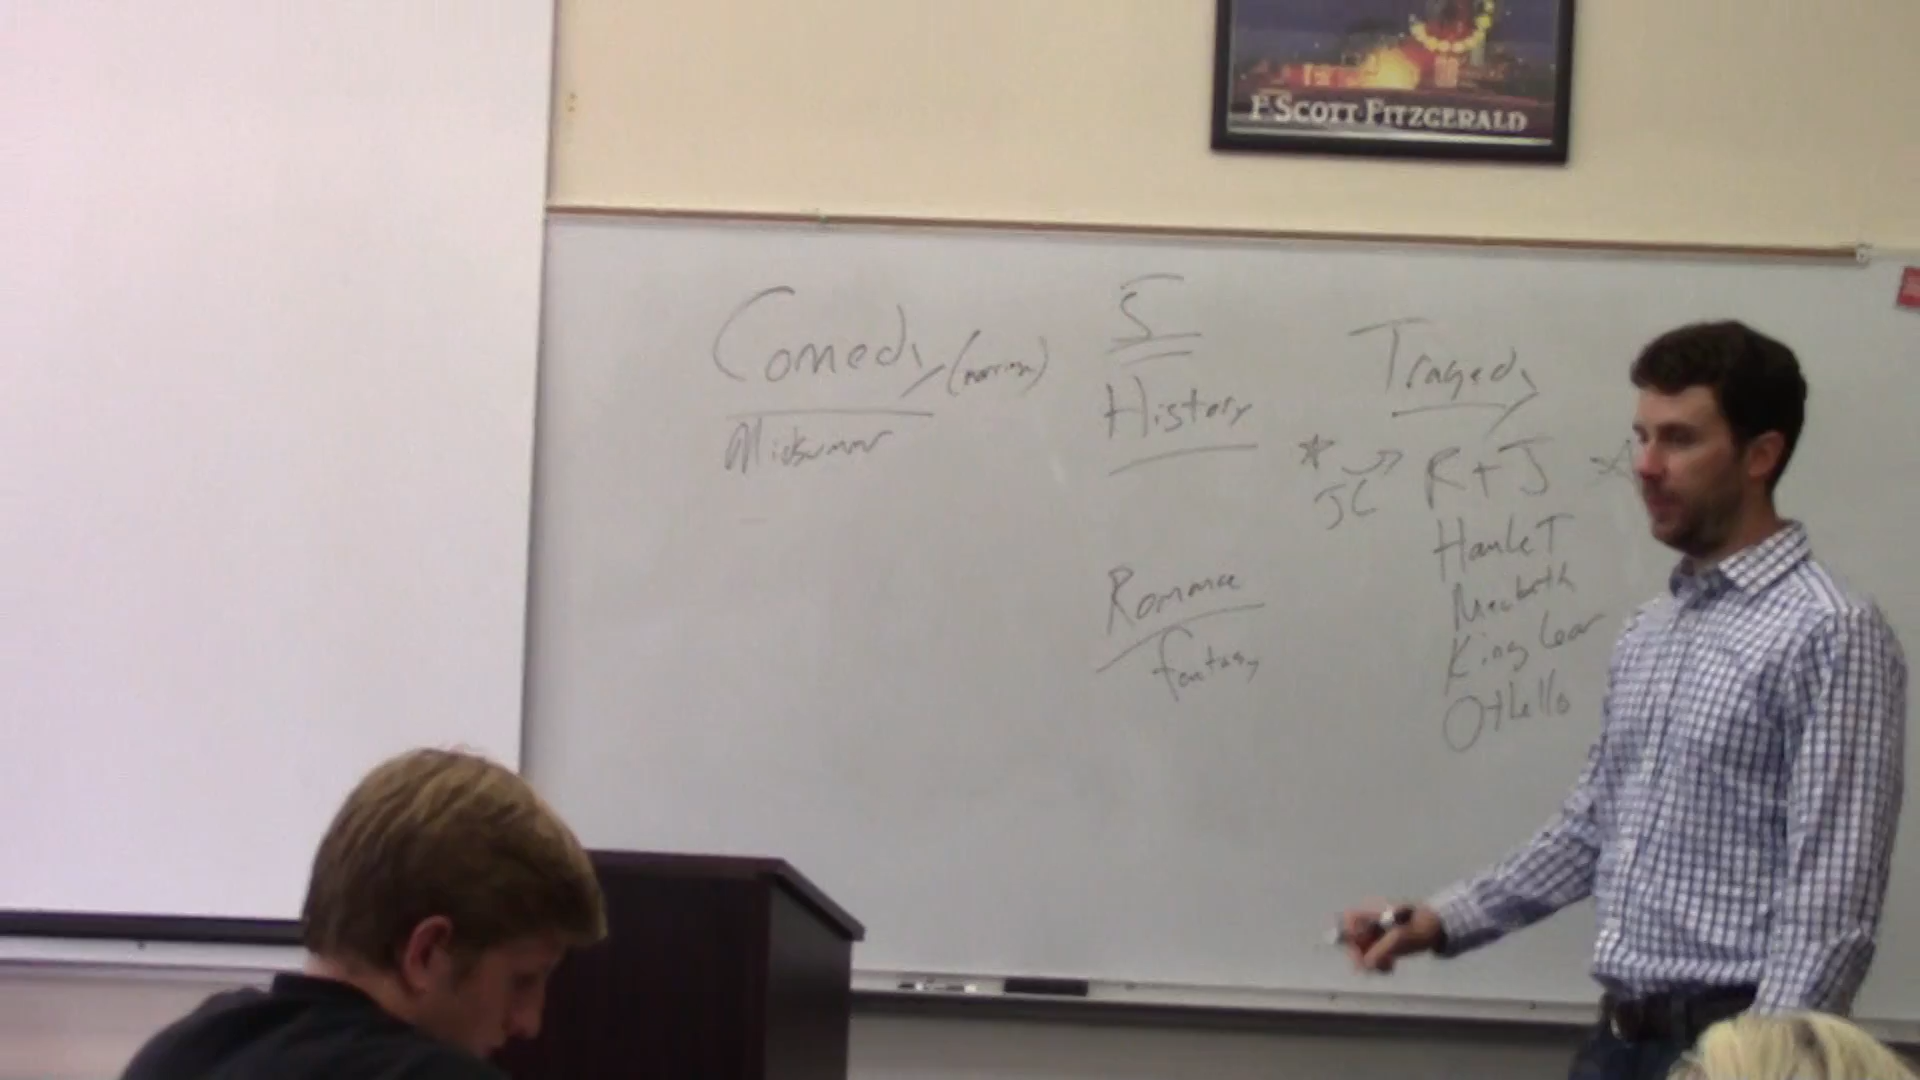 F. SCOTT FITZGERALD
S
Comedy (marriage)
Midsummer
History
Romance
fantasy
Tragedy
JC
R + J
Hamlet
Macbeth
King Lear
Othello